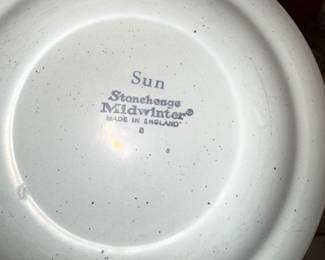 Sun
Stonehenge
Midwinter®
MADE IN ENGLAND
8